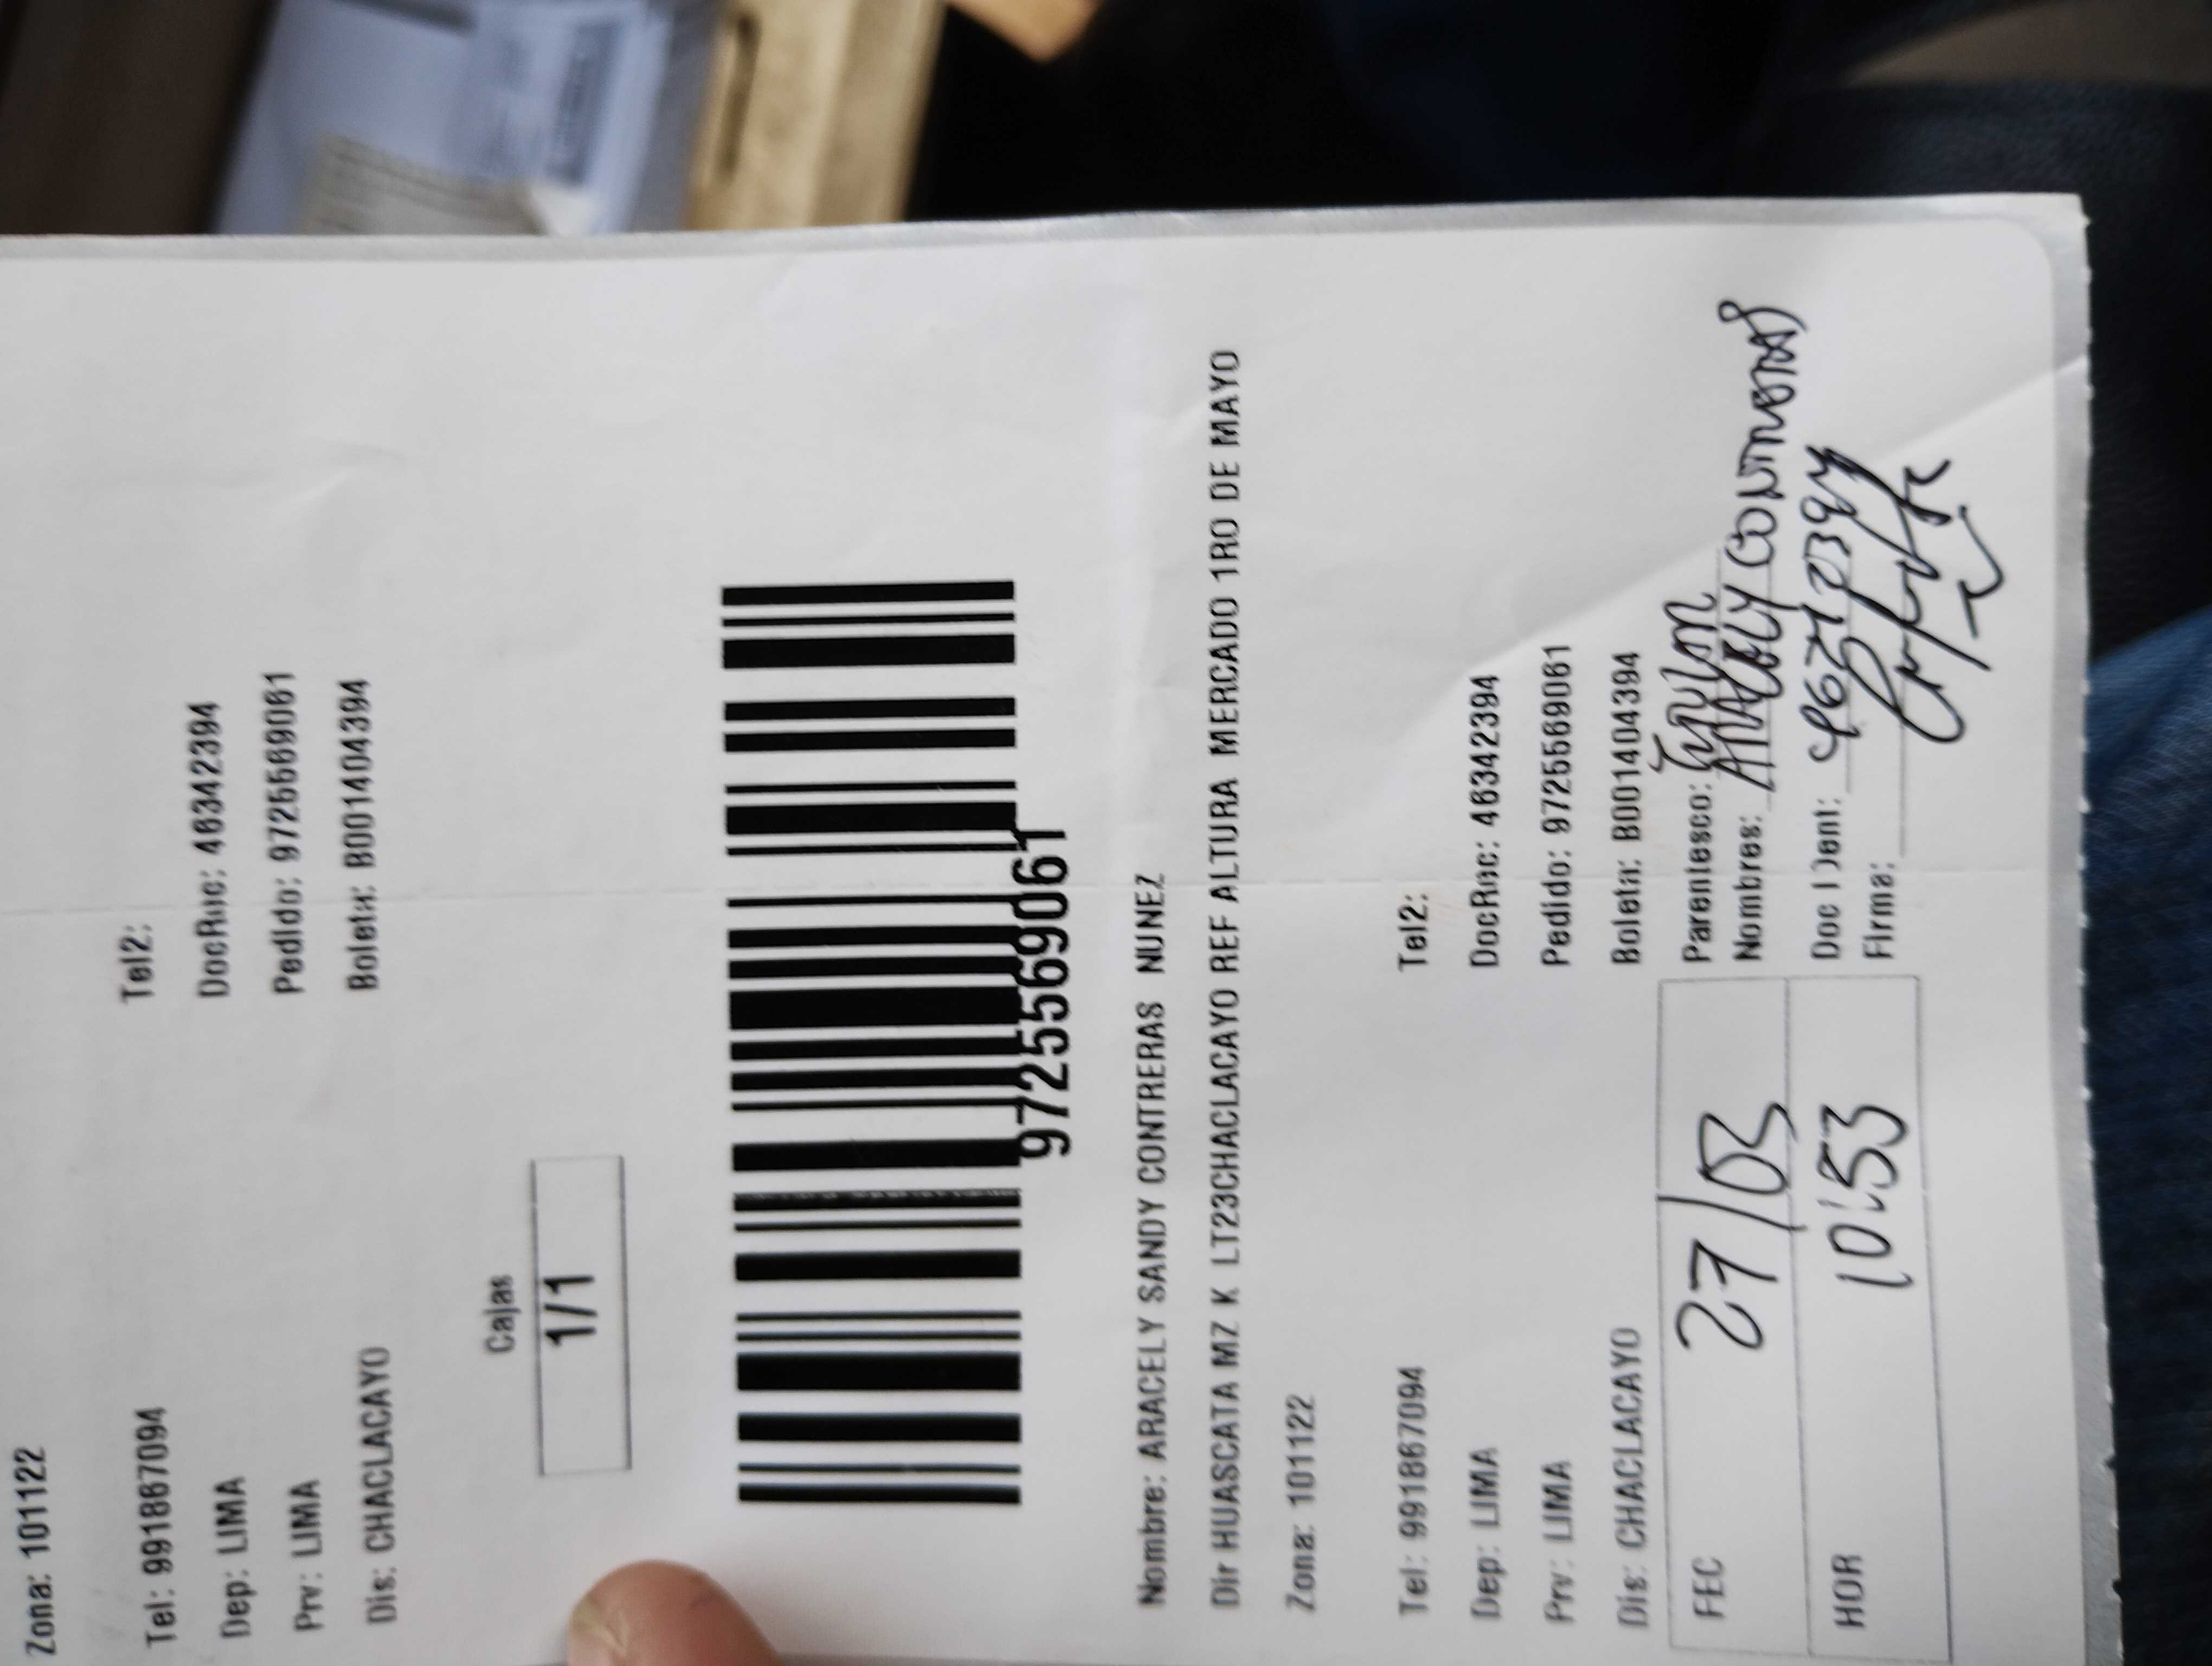 Zona: 101122
Tel: 991867094 Tel2:
Dep: LIMA DocRuc: 46342394
Prv: LIMA Pedido: 9725569061
Dis: CHACLACAYO Boleta: B001404394
Cajas
1/1
9725569061
Nombre: ARACELY SANDY CONTRERAS NUNEZ
Dir HUASCATA MZ K LT23CHACLACAYO REF ALTURA MERCADO 1RO DE MAYO
Zona: 101122
Tel: 991867094 Tel2:
Dep: LIMA DocRuc: 46342394
Prv: LIMA Pedido: 9725569061
Dis: CHACLACAYO Boleta: B001404394
FEC 27/03 Parentesco:
Nombres: CONTRERAS
HOR 10:53 Doc Ident:
Firma: